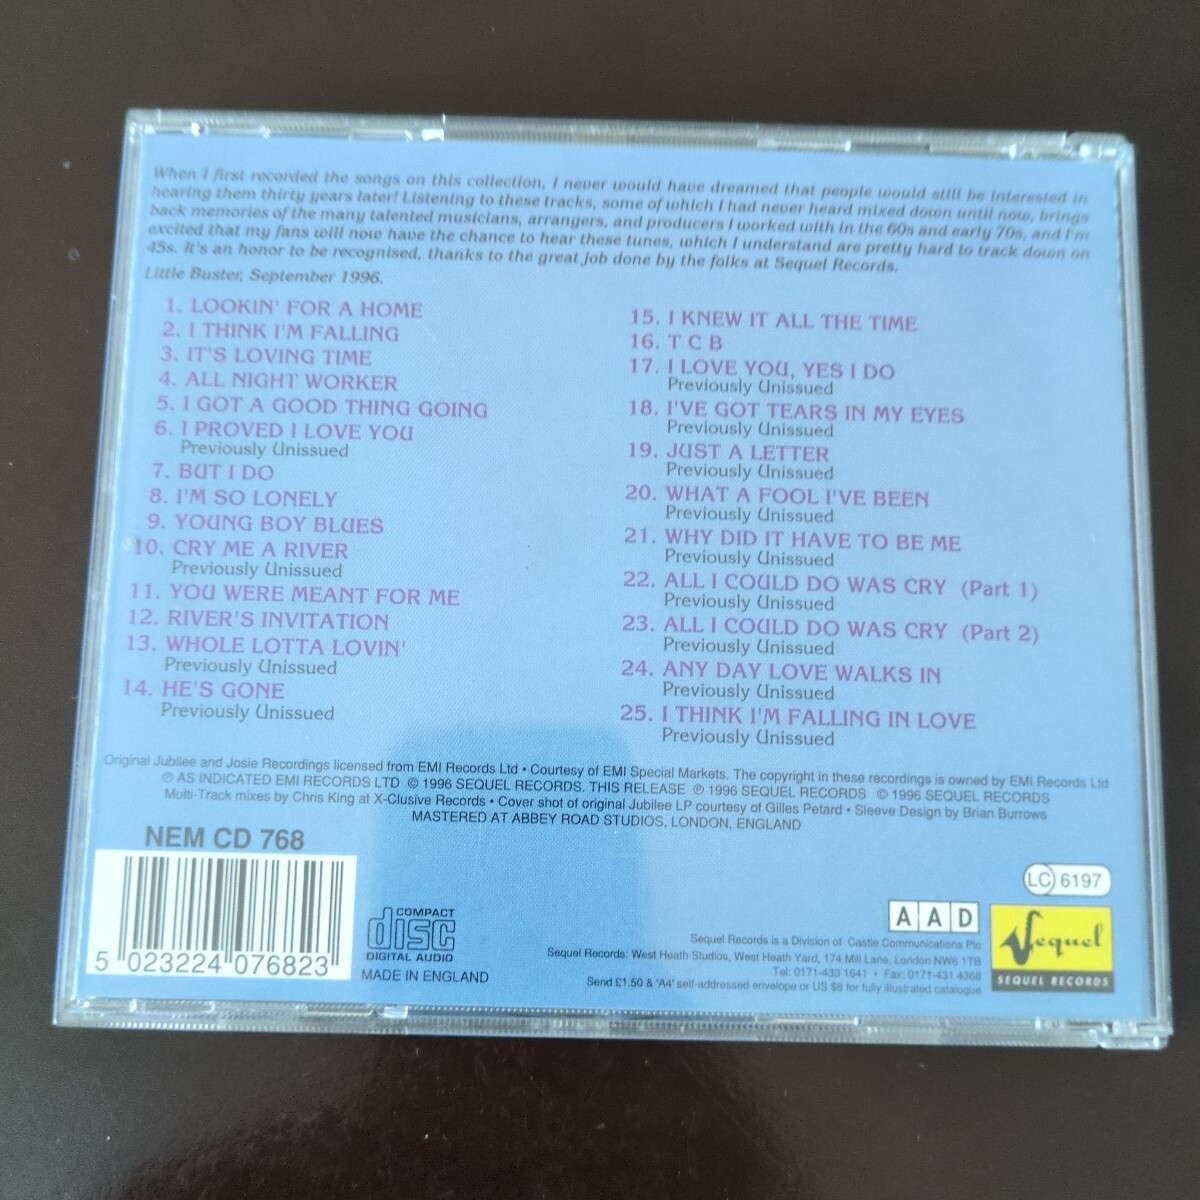 When I first recorded the songs on this collection, I never would have dreamed that people would still be interested in
hearing them thirty years later! Listening to these tracks, some of which I had never heard mixed down until now, brings
back memories of the many talented musicians, arrangers, and producers I worked with in the 60s and early 70s, and I'm
excited that my fans will now have the chance to hear these tunes, which I understand are pretty hard to track down on
45s. It's an honor to be recognised, thanks to the great job done by the folks at Sequel Records.
Little Buster, September 1996.
1. LOOKIN' FOR A HOME
2. I THINK I'M FALLING
3. IT'S LOVING TIME
4. ALL NIGHT WORKER
5. I GOT A GOOD THING GOING
6. I PROVED I LOVE YOU
Previously Unissued
7. BUT I DO
8. I'M SO LONELY
9. YOUNG BOY BLUES
10. CRY ME A RIVER
Previously Unissued
11. YOU WERE MEANT FOR ME
12. RIVER'S INVITATION
13. WHOLE LOTTA LOVIN'
Previously Unissued
14. HE'S GONE
Previously Unissued
15. I KNEW IT ALL THE TIME
16. T C B
17. I LOVE YOU, YES I DO
Previously Unissued
18. I'VE GOT TEARS IN MY EYES
Previously Unissued
19. JUST A LETTER
Previously Unissued
20. WHAT A FOOL I'VE BEEN
Previously Unissued
21. WHY DID IT HAVE TO BE ME
Previously Unissued
22. ALL I COULD DO WAS CRY (Part 1)
Previously Unissued
23. ALL I COULD DO WAS CRY (Part 2)
Previously Unissued
24. ANY DAY LOVE WALKS IN
Previously Unissued
25. I THINK I'M FALLING IN LOVE
Previously Unissued
Original Jubilee and Josie Recordings licensed from EMI Records Ltd • Courtesy of EMI Special Markets. The copyright in these recordings is owned by EMI Records Ltd
℗ AS INDICATED EMI RECORDS LTD © 1996 SEQUEL RECORDS. THIS RELEASE ℗ 1996 SEQUEL RECORDS © 1996 SEQUEL RECORDS
Multi-Track mixes by Chris King at X-Clusive Records • Cover shot of original Jubilee LP courtesy of Gilles Petard • Sleeve Design by Brian Burrows
MASTERED AT ABBEY ROAD STUDIOS, LONDON, ENGLAND
NEM CD 768
5 023224 076823
COMPACT
disc
DIGITAL AUDIO
MADE IN ENGLAND
LC 6197
AAD
Sequel
SEQUEL RECORDS
Sequel Records is a Division of Castle Communications Plc
Sequel Records: West Heath Studios, West Heath Yard, 174 Mill Lane, London NW6 1TB
Tel: 0171-433 1641 • Fax: 0171-431 4368
Send £1.50 & 'A4' self-addressed envelope or US $8 for fully illustrated catalogue